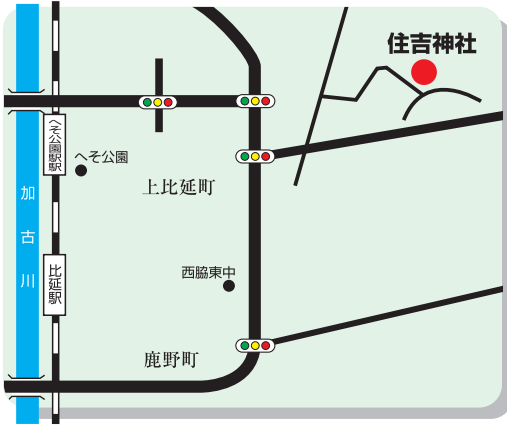 住吉神社
へそ公園駅駅
へそ公園
上比延町
加古川
比延駅
西脇東中
鹿野町